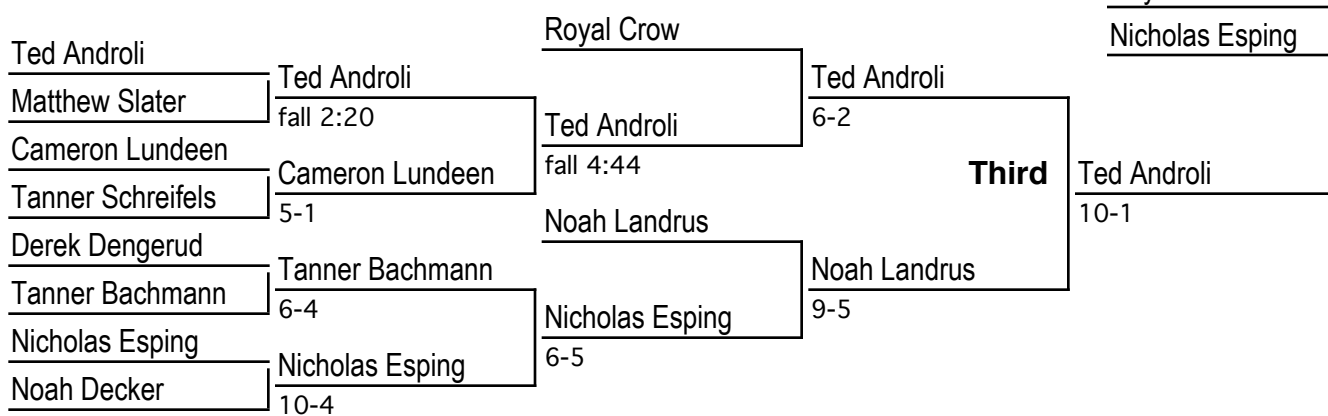 Ted Androli
Matthew Slater
Cameron Lundeen
Tanner Schreifels
Derek Dengerud
Tanner Bachmann
Nicholas Esping
Noah Decker
Ted Androli
fall 2:20
Cameron Lundeen
5-1
Tanner Bachmann
6-4
Nicholas Esping
10-4
Royal Crow
Ted Androli
fall 4:44
Noah Landrus
Nicholas Esping
6-5
Ted Androli
6-2
Noah Landrus
9-5
Third
Ted Androli
10-1
Nicholas Esping